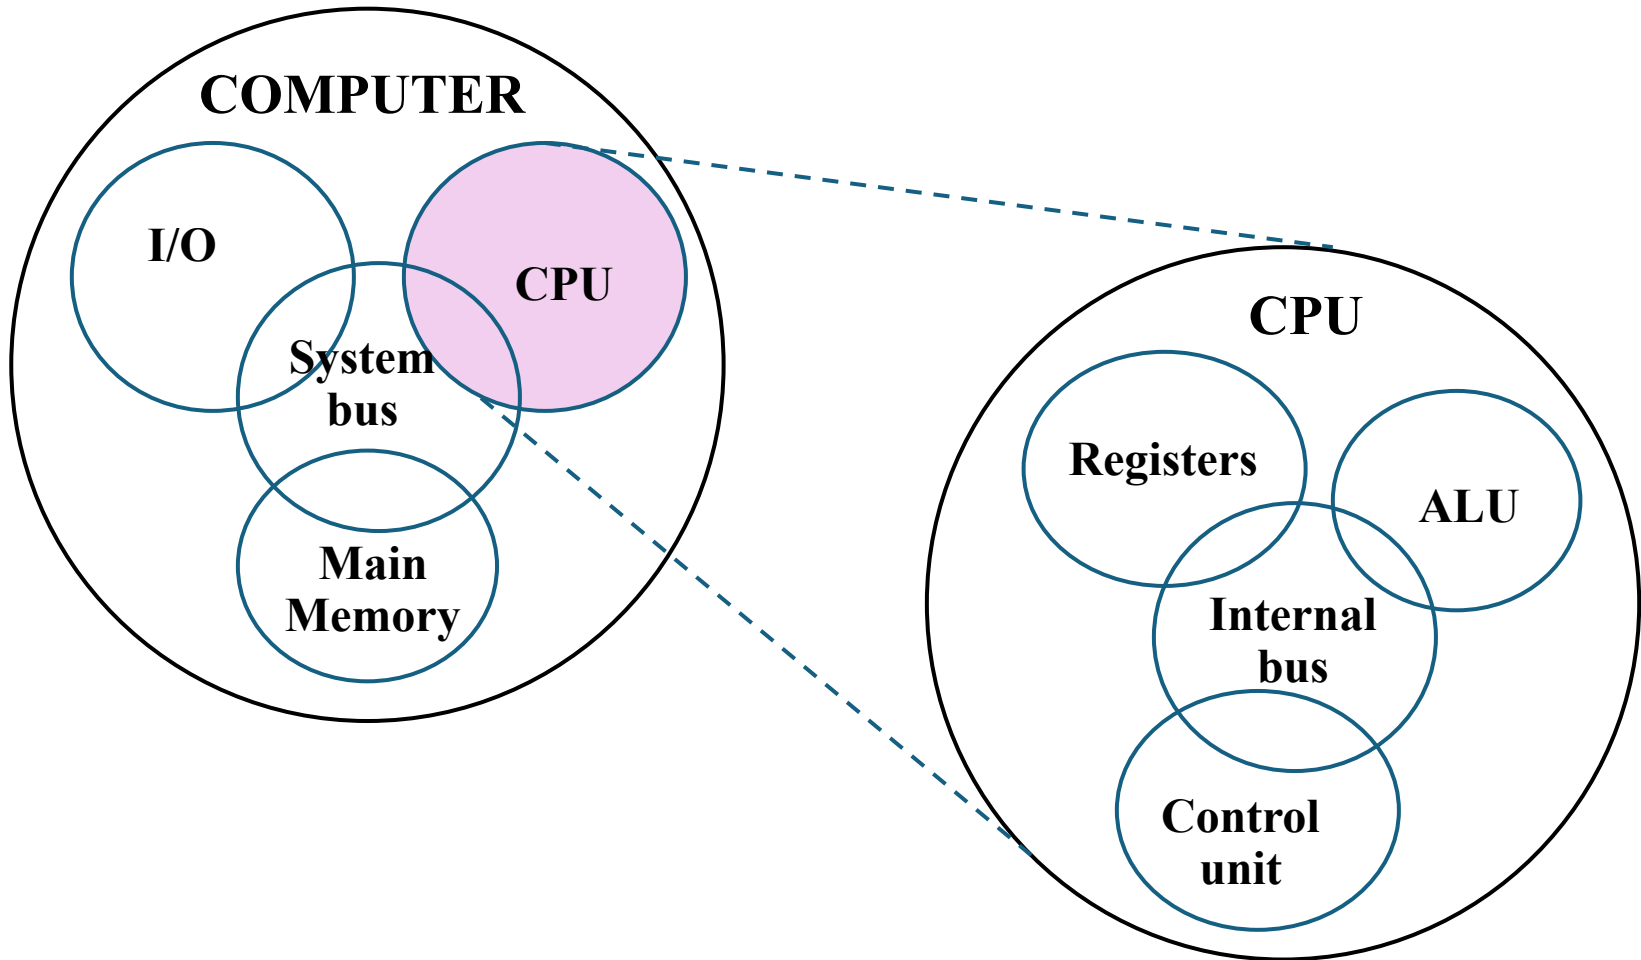 COMPUTER
I/O
CPU
System
bus
Main
Memory
CPU
Registers
ALU
Internal
bus
Control
unit